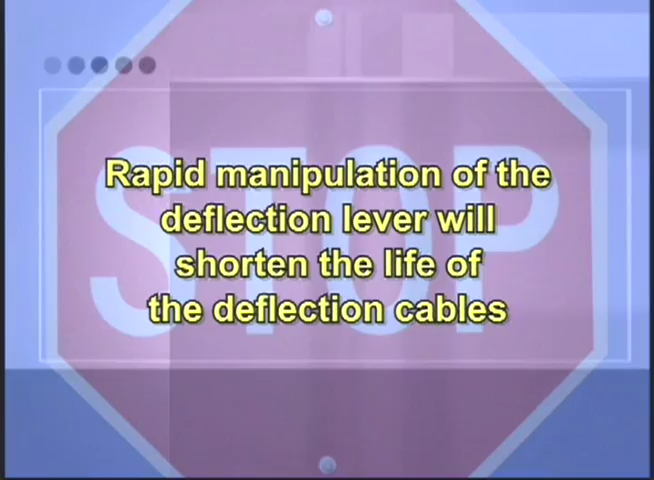 STOP
Rapid manipulation of the
deflection lever will
shorten the life of
the deflection cables